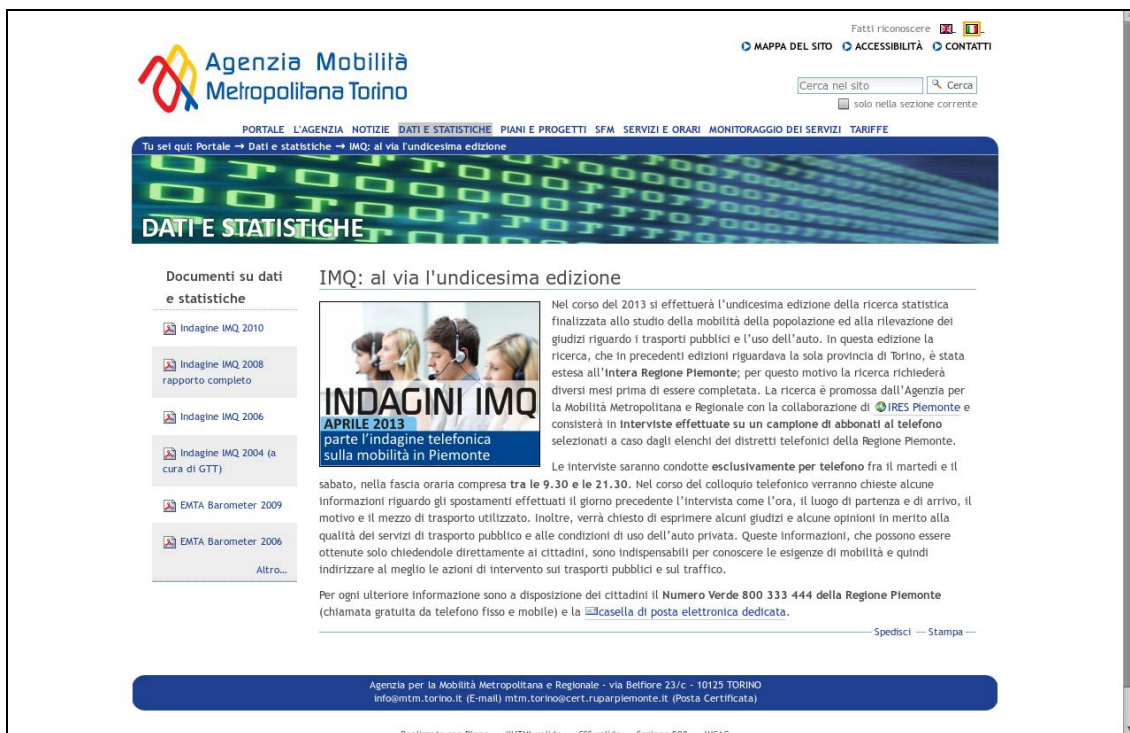 Fatti riconoscere
MAPPA DEL SITO ACCESSIBILITÀ CONTATTI
Agenzia Mobilità
Metropolitana Torino
Cerca nel sito Cerca
solo nella sezione corrente
PORTALE L'AGENZIA NOTIZIE DATI E STATISTICHE PIANI E PROGETTI SFM SERVIZI E ORARI MONITORAGGIO DEI SERVIZI TARIFFE
Tu sei qui: Portale → Dati e statistiche → IMQ: al via l'undicesima edizione
DATI E STATISTICHE
Documenti su dati
e statistiche
Indagine IMQ 2010
Indagine IMQ 2008
rapporto completo
Indagine IMQ 2006
Indagine IMQ 2004 (a
cura di GTT)
EMTA Barometer 2009
EMTA Barometer 2006
Altro...
IMQ: al via l'undicesima edizione
INDAGINI IMQ
APRILE 2013
parte l'indagine telefonica
sulla mobilità in Piemonte
Nel corso del 2013 si effettuerà l'undicesima edizione della ricerca statistica
finalizzata allo studio della mobilità della popolazione ed alla rilevazione dei
giudizi riguardo i trasporti pubblici e l'uso dell'auto. In questa edizione la
ricerca, che in precedenti edizioni riguardava la sola provincia di Torino, è stata
estesa all'intera Regione Piemonte; per questo motivo la ricerca richiederà
diversi mesi prima di essere completata. La ricerca è promossa dall'Agenzia per
la Mobilità Metropolitana e Regionale con la collaborazione di IRES Piemonte e
consisterà in interviste effettuate su un campione di abbonati al telefono
selezionati a caso dagli elenchi dei distretti telefonici della Regione Piemonte.
Le interviste saranno condotte esclusivamente per telefono fra il martedì e il
sabato, nella fascia oraria compresa tra le 9.30 e le 21.30. Nel corso del colloquio telefonico verranno chieste alcune
informazioni riguardo gli spostamenti effettuati il giorno precedente l'intervista come l'ora, il luogo di partenza e di arrivo, il
motivo e il mezzo di trasporto utilizzato. Inoltre, verrà chiesto di esprimere alcuni giudizi e alcune opinioni in merito alla
qualità dei servizi di trasporto pubblico e alle condizioni di uso dell'auto privata. Queste informazioni, che possono essere
ottenute solo chiedendole direttamente ai cittadini, sono indispensabili per conoscere le esigenze di mobilità e quindi
indirizzare al meglio le azioni di intervento sui trasporti pubblici e sul traffico.
Per ogni ulteriore informazione sono a disposizione dei cittadini il Numero Verde 800 333 444 della Regione Piemonte
(chiamata gratuita da telefono fisso e mobile) e la casella di posta elettronica dedicata.
Spedisci — Stampa —
Agenzia per la Mobilità Metropolitana e Regionale - via Belfiore 23/c - 10125 TORINO
info@mtm.torino.it (E-mail) mtm.torino@cert.ruparpiemonte.it (Posta Certificata)